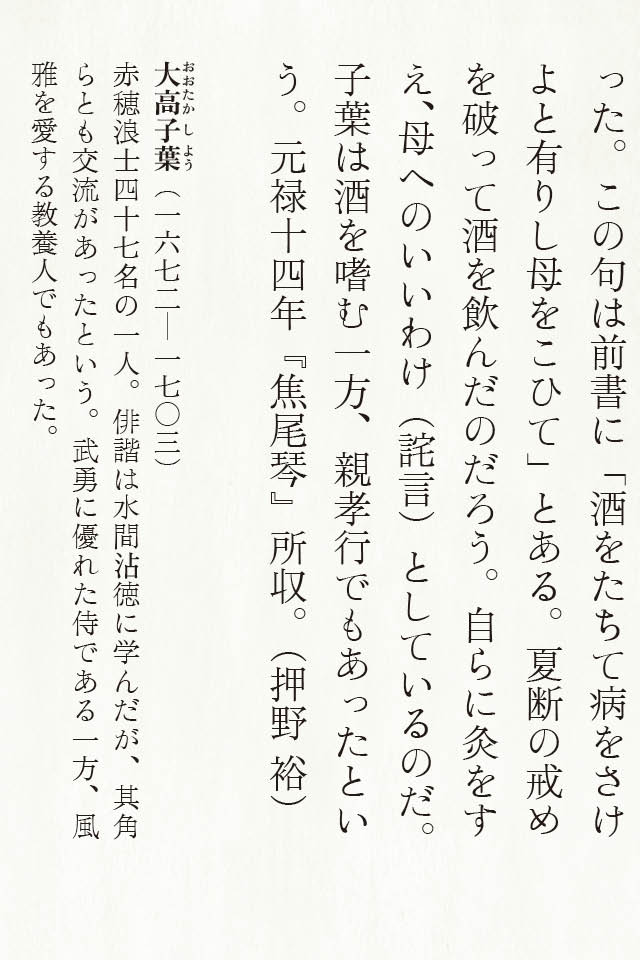 った。この句は前書に「酒をたちて病をさけ
よと有りし母をこひて」とある。夏断の戒め
を破って酒を飲んだのだろう。自らに灸をす
え、母へのいいわけ（詫言）としているのだ。
子葉は酒を嗜む一方、親孝行でもあったとい
う。元禄十四年『焦尾琴』所収。（押野 裕）
大高子葉（一六七二―一七〇三）
おおたかしよう
赤穂浪士四十七名の一人。俳諧は水間沾徳に学んだが、其角
らとも交流があったという。武勇に優れた侍である一方、風
雅を愛する教養人でもあった。